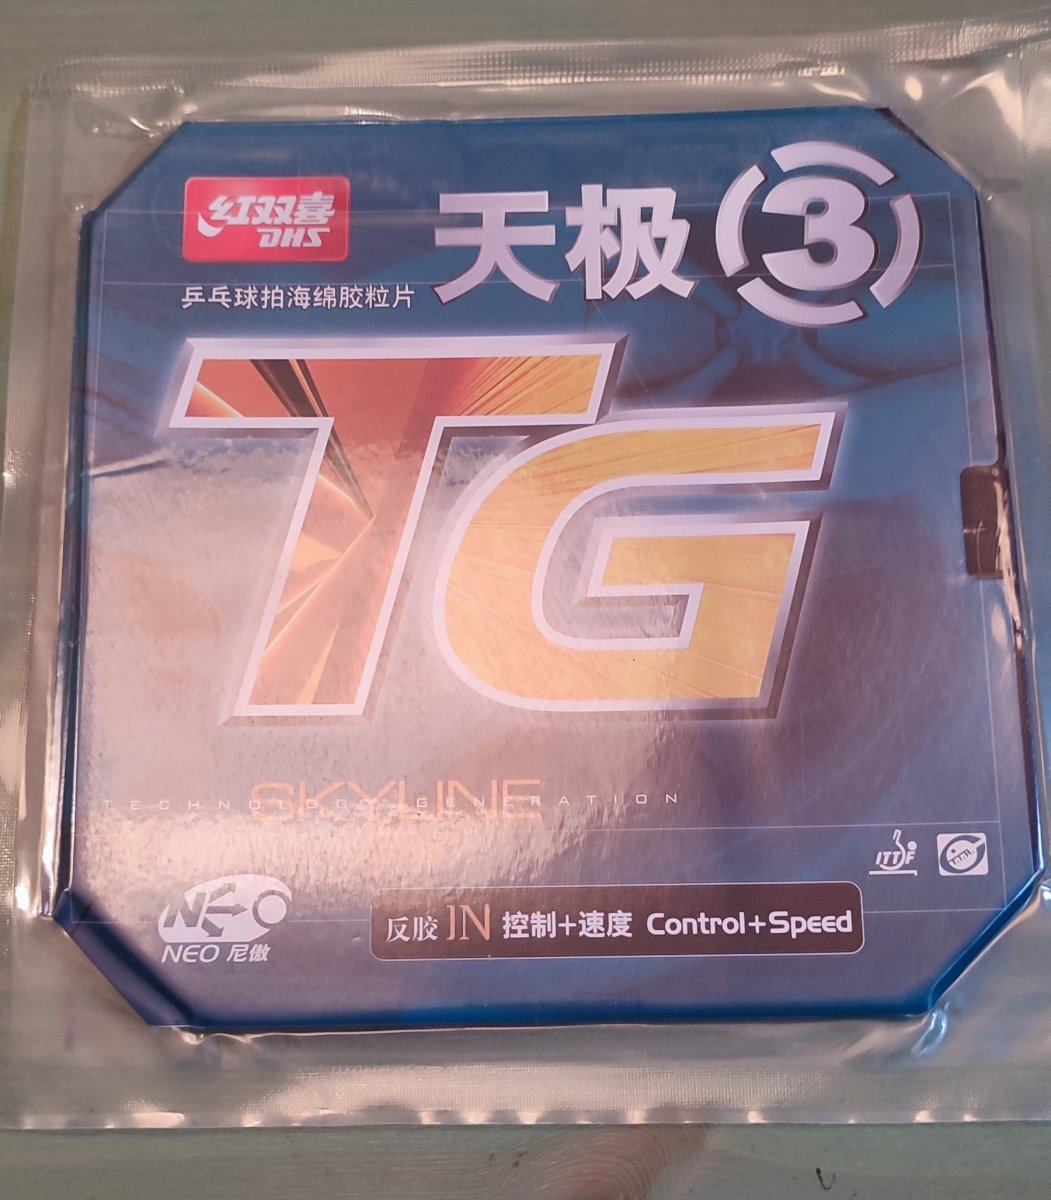 红双喜
DHS
天极 3
乒乓球拍海绵胶粒片
TG
SKYLINE
TECHNOLOGY GENERATION
ITTF
NEO
NEO 尼傲
反胶 IN 控制+速度 Control+Speed